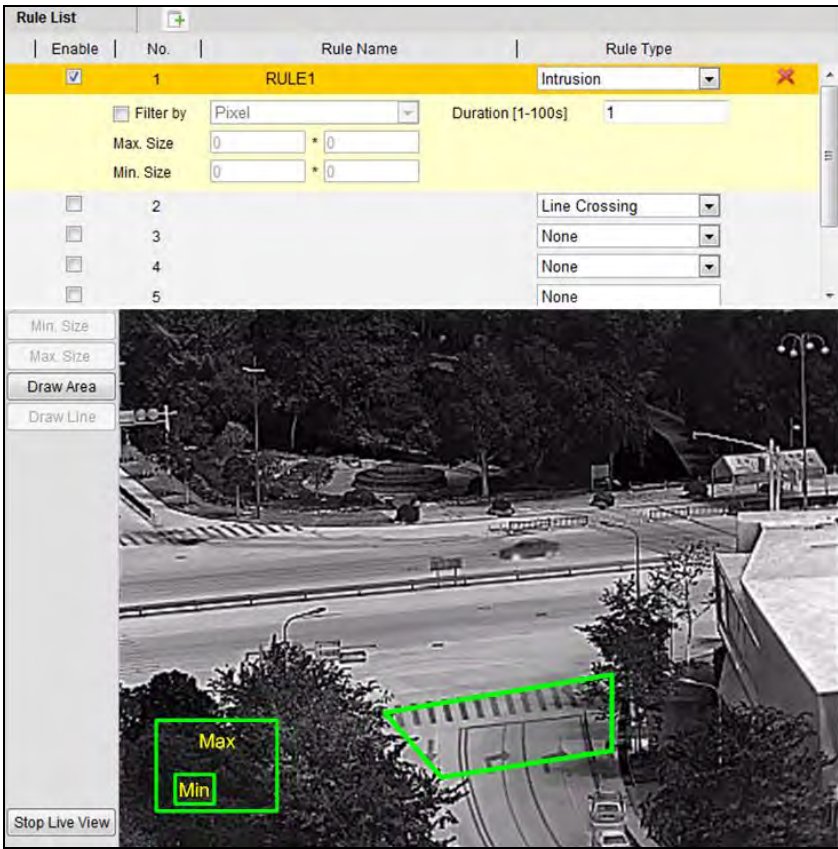 Rule List
Enable No. Rule Name Rule Type
1 RULE1 Intrusion
Filter by Pixel Duration [1-100s] 1
Max. Size 0 * 0
Min. Size 0 * 0
2 Line Crossing
3 None
4 None
5 None
Min. Size
Max. Size
Draw Area
Draw Line
Max
Min
Stop Live View